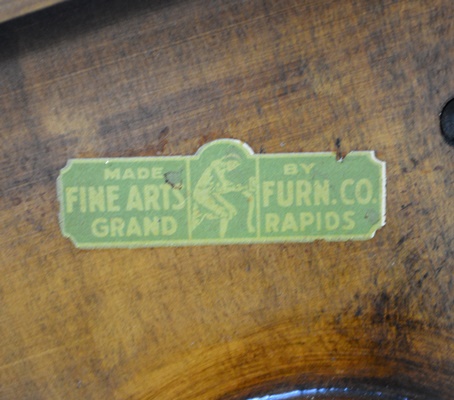 MADE BY
FINE ARTS FURN. CO.
GRAND RAPIDS